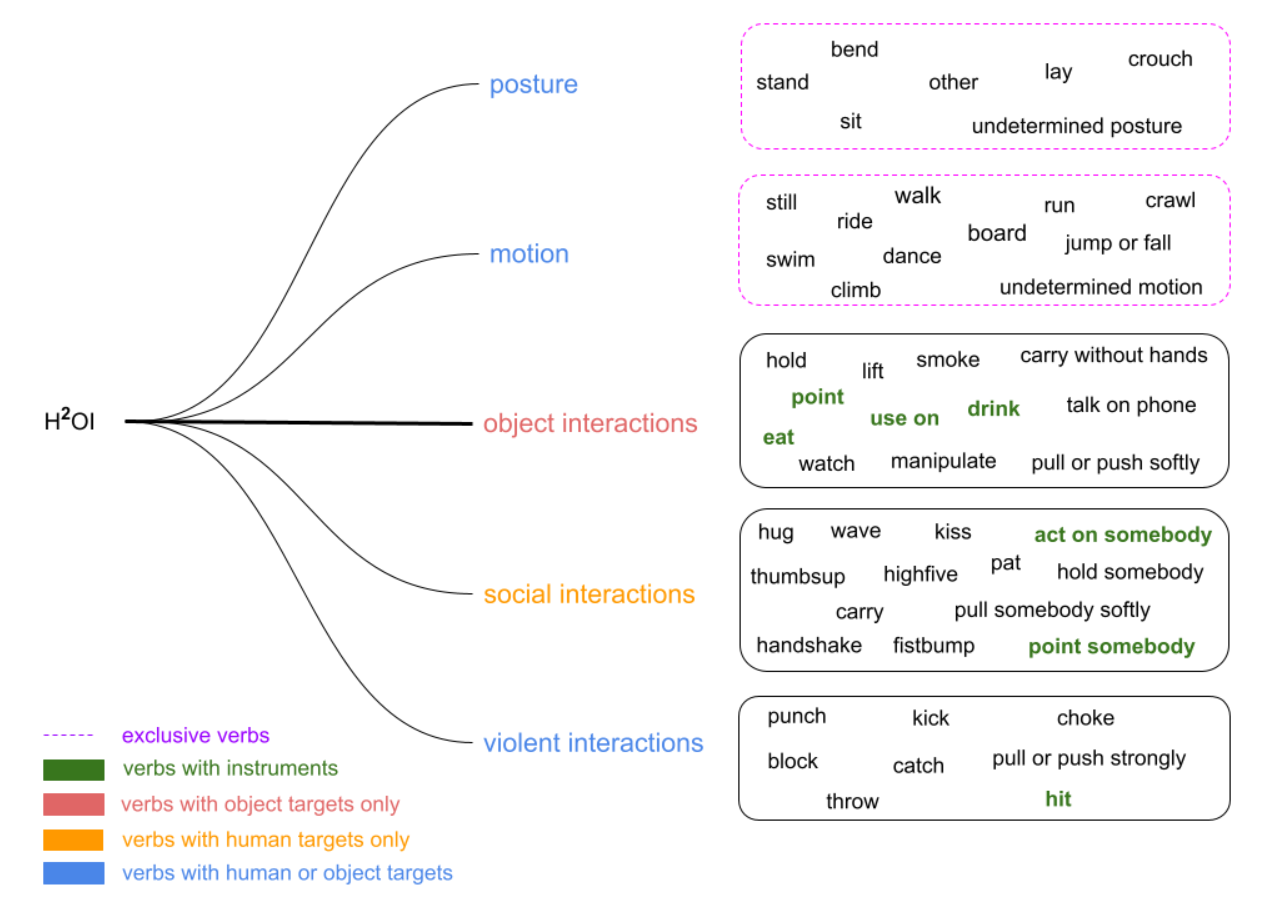 H²OI
posture
bend
crouch
stand
other
lay
sit
undetermined posture
motion
still
walk
run
crawl
ride
board
jump or fall
swim
dance
climb
undetermined motion
object interactions
hold
lift
smoke
carry without hands
point
use on
drink
talk on phone
eat
watch
manipulate
pull or push softly
social interactions
hug
wave
kiss
act on somebody
thumbsup
highfive
pat
hold somebody
carry
pull somebody softly
handshake
fistbump
point somebody
violent interactions
punch
kick
choke
block
catch
pull or push strongly
throw
hit
exclusive verbs
verbs with instruments
verbs with object targets only
verbs with human targets only
verbs with human or object targets